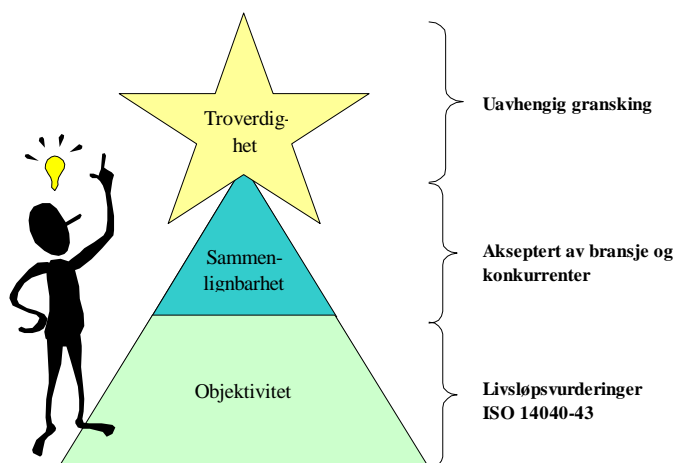 Troverdig-
het
Uavhengig gransking
Sammen-
lignbarhet
Akseptert av bransje og
konkurrenter
Objektivitet
Livsløpsvurderinger
ISO 14040-43